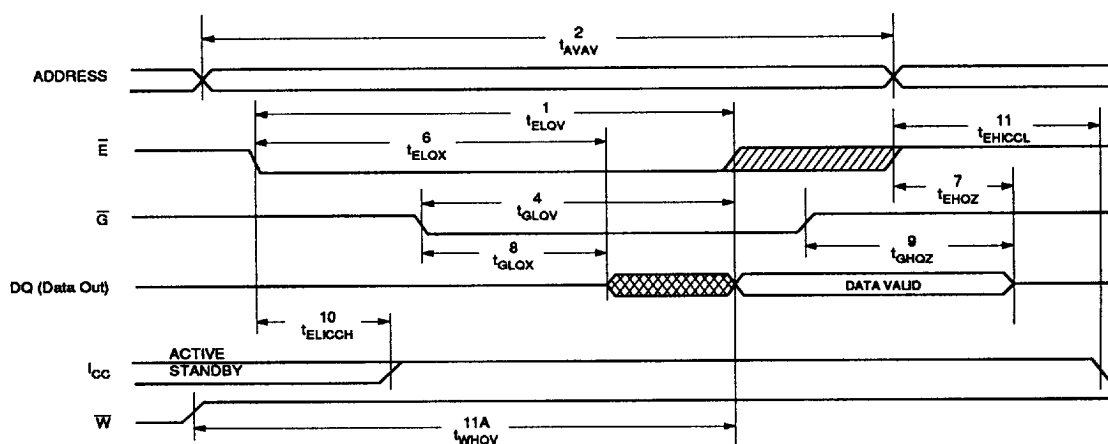 2
tAVAV
ADDRESS
1
tELQV
11
tEHICCL
6
tELQX
E
7
tEHQZ
4
tGLQV
G
9
tGHQZ
8
tGLQX
DQ (Data Out)
DATA VALID
10
tELICCH
ACTIVE
ICC
STANDBY
W
11A
tWHQV